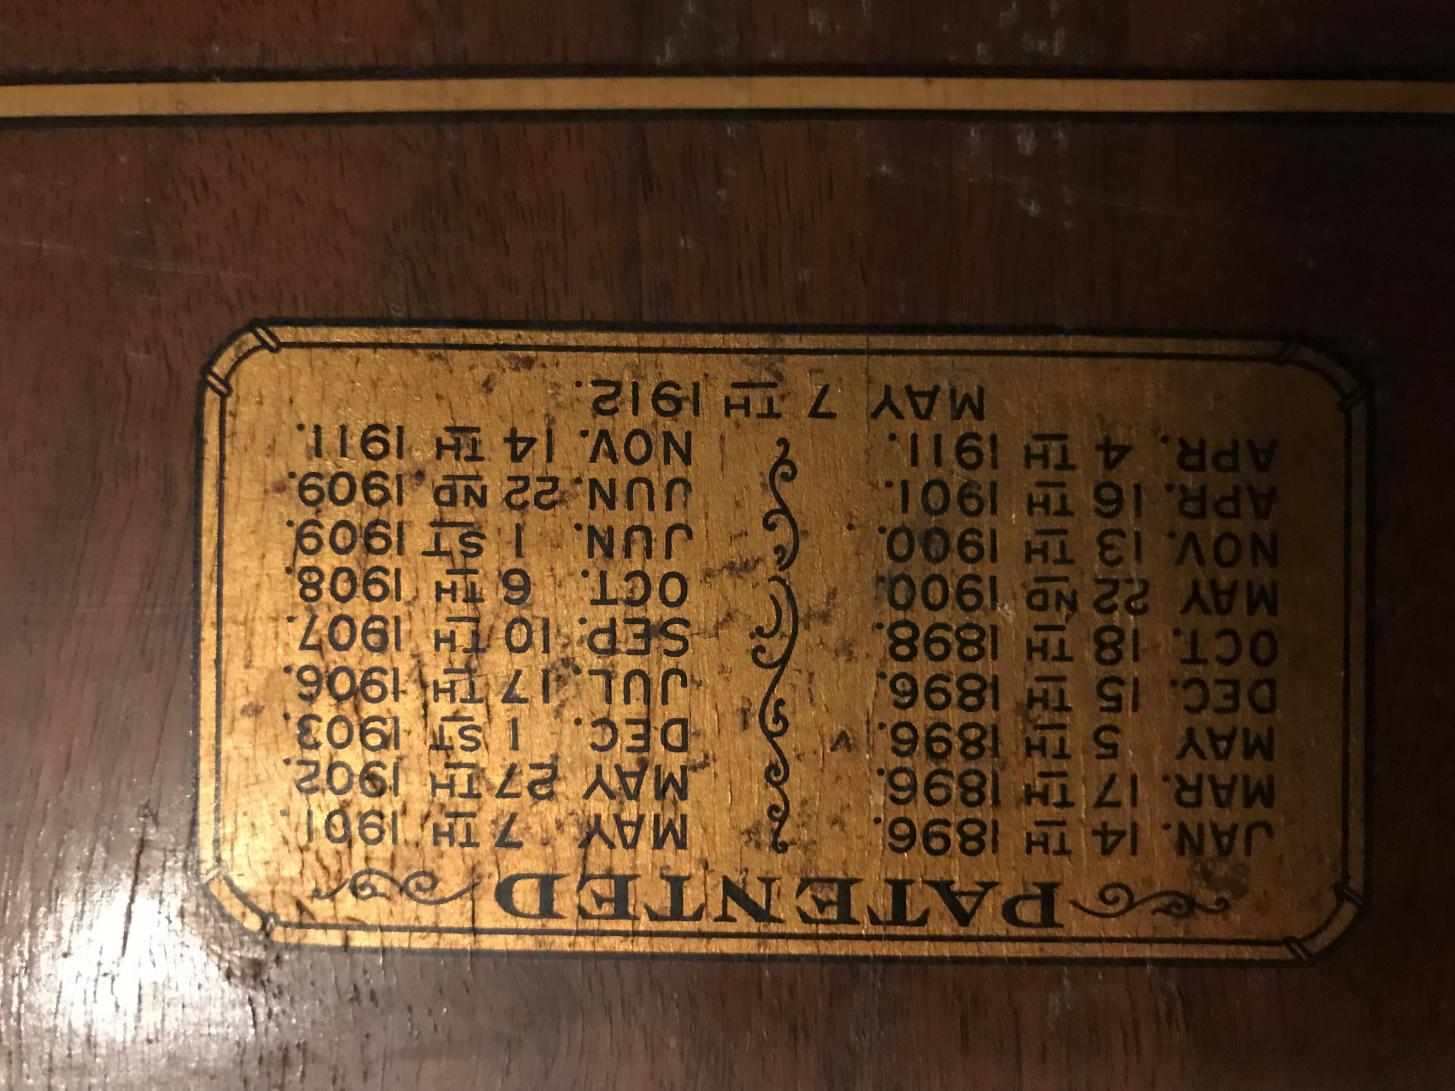 PATENTED
JAN. 14 TH 1896.
MAR. 17 TH 1896.
MAY 5 TH 1896.
DEC. 15 TH 1896.
OCT. 18 TH 1898.
MAY 22 ND 1900.
NOV. 13 TH 1900.
APR. 16 TH 1901.
APR. 4 TH 1911.
MAY 7 TH 1901.
MAY 27 TH 1902.
DEC. 1 ST 1903.
JUL. 17 TH 1906.
SEP. 10 TH 1907.
OCT. 6 TH 1908.
JUN. 1 ST 1909.
JUN. 22 ND 1909.
NOV. 14 TH 1911.
MAY 7 TH 1912.